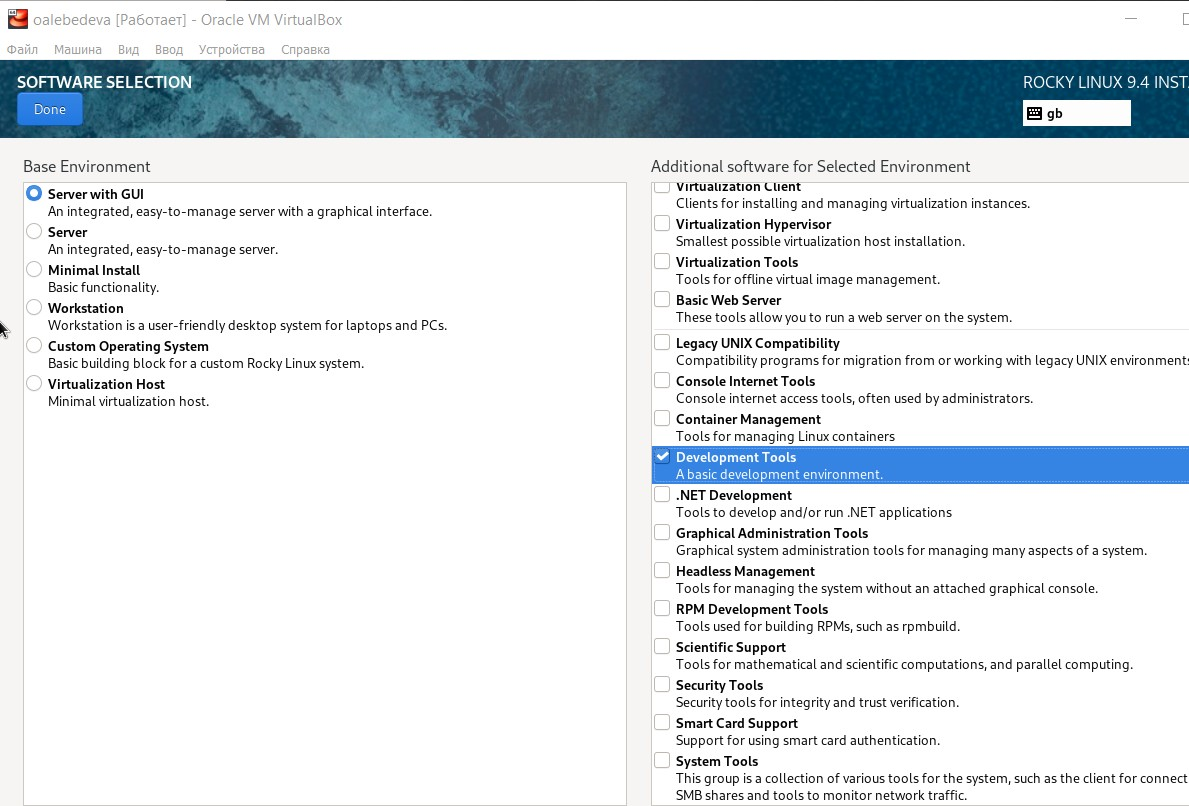 oalebedeva [Работает] - Oracle VM VirtualBox
Файл Машина Вид Ввод Устройства Справка
SOFTWARE SELECTION
ROCKY LINUX 9.4 INST
Done
gb
Base Environment
Server with GUI
An integrated, easy-to-manage server with a graphical interface.
Server
An integrated, easy-to-manage server.
Minimal Install
Basic functionality.
Workstation
Workstation is a user-friendly desktop system for laptops and PCs.
Custom Operating System
Basic building block for a custom Rocky Linux system.
Virtualization Host
Minimal virtualization host.
Additional software for Selected Environment
Virtualization Client
Clients for installing and managing virtualization instances.
Virtualization Hypervisor
Smallest possible virtualization host installation.
Virtualization Tools
Tools for offline virtual image management.
Basic Web Server
These tools allow you to run a web server on the system.
Legacy UNIX Compatibility
Compatibility programs for migration from or working with legacy UNIX environments
Console Internet Tools
Console internet access tools, often used by administrators.
Container Management
Tools for managing Linux containers
Development Tools
A basic development environment.
.NET Development
Tools to develop and/or run .NET applications
Graphical Administration Tools
Graphical system administration tools for managing many aspects of a system.
Headless Management
Tools for managing the system without an attached graphical console.
RPM Development Tools
Tools used for building RPMs, such as rpmbuild.
Scientific Support
Tools for mathematical and scientific computations, and parallel computing.
Security Tools
Security tools for integrity and trust verification.
Smart Card Support
Support for using smart card authentication.
System Tools
This group is a collection of various tools for the system, such as the client for connect
SMB shares and tools to monitor network traffic.